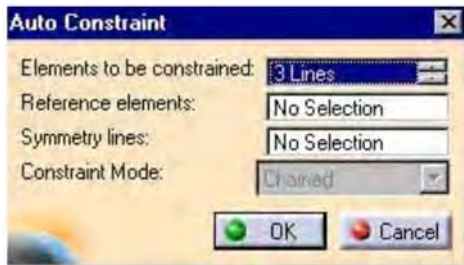 Auto Constraint
Elements to be constrained: 3 Lines
Reference elements: No Selection
Symmetry lines: No Selection
Constraint Mode: Chained
OK Cancel